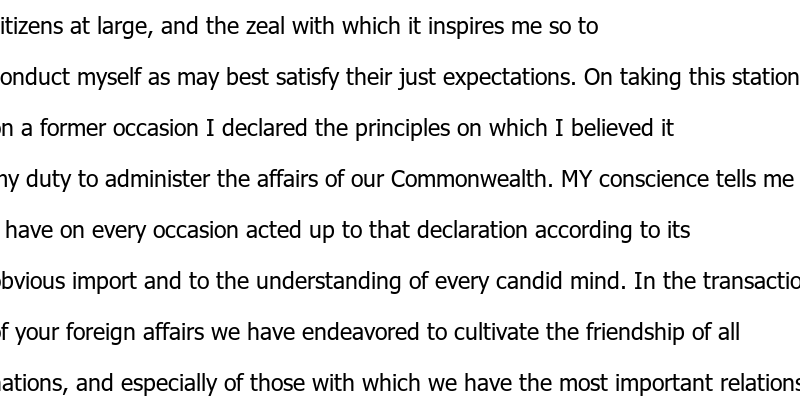 itizens at large, and the zeal with which it inspires me so to
onduct myself as may best satisfy their just expectations. On taking this station
on a former occasion I declared the principles on which I believed it
my duty to administer the affairs of our Commonwealth. MY conscience tells me
have on every occasion acted up to that declaration according to its
obvious import and to the understanding of every candid mind. In the transactio
of your foreign affairs we have endeavored to cultivate the friendship of all
nations, and especially of those with which we have the most important relations